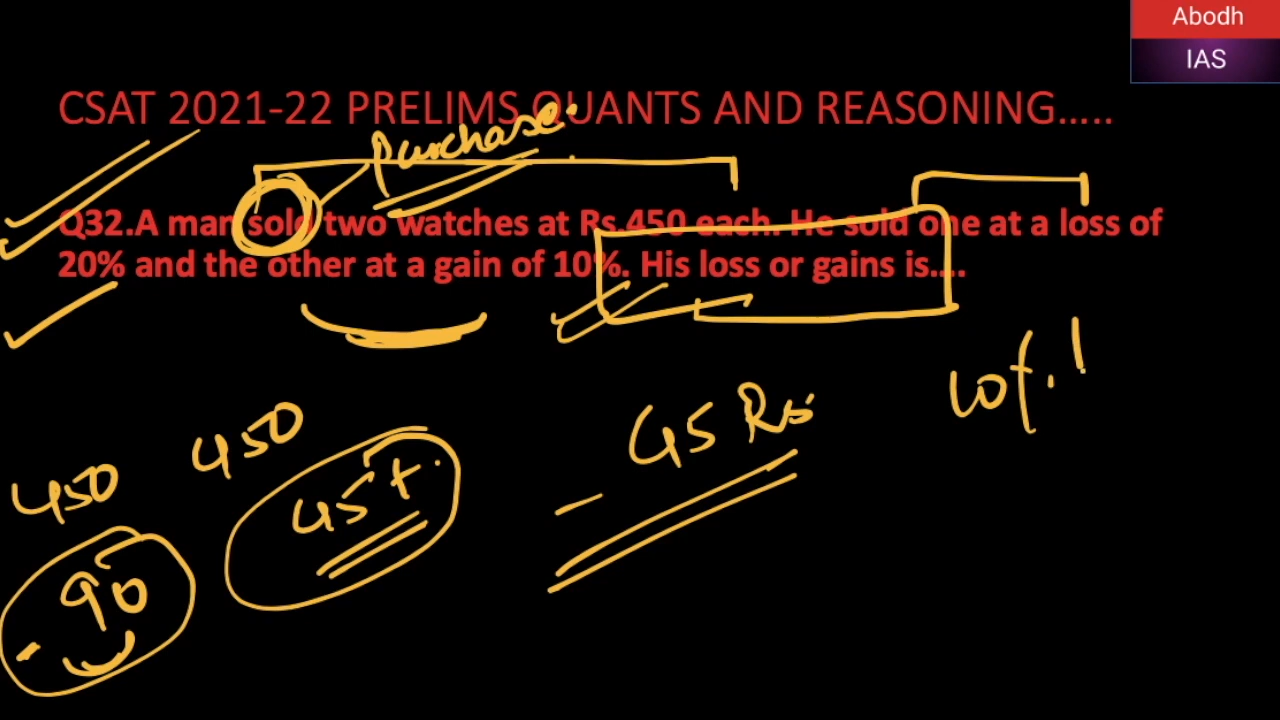 Abodh
IAS
CSAT 2021-22 PRELIMS QUANTS AND REASONING.....
Purchase.
Q32.A man sold two watches at Rs.450 each. He sold one at a loss of
20% and the other at a gain of 10%. His loss or gains is....
450
450
45+.
- 45 Rs
- 90